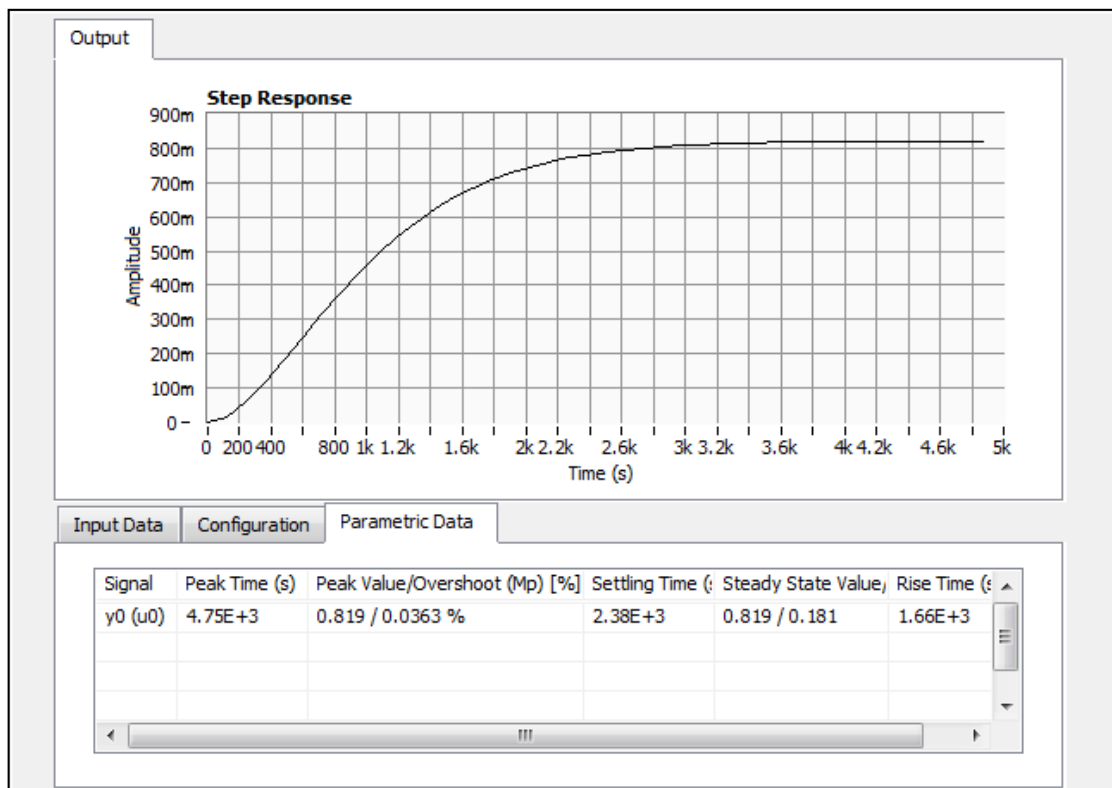 Output
Step Response
900m
800m
700m
600m
500m
400m
300m
200m
100m
0
Amplitude
0 200 400 800 1k 1.2k 1.6k 2k 2.2k 2.6k 3k 3.2k 3.6k 4k 4.2k 4.6k 5k
Time (s)
Input Data Configuration Parametric Data
Signal Peak Time (s) Peak Value/Overshoot (Mp) [%] Settling Time (s Steady State Value/ Rise Time (s
y0 (u0) 4.75E+3 0.819 / 0.0363 % 2.38E+3 0.819 / 0.181 1.66E+3